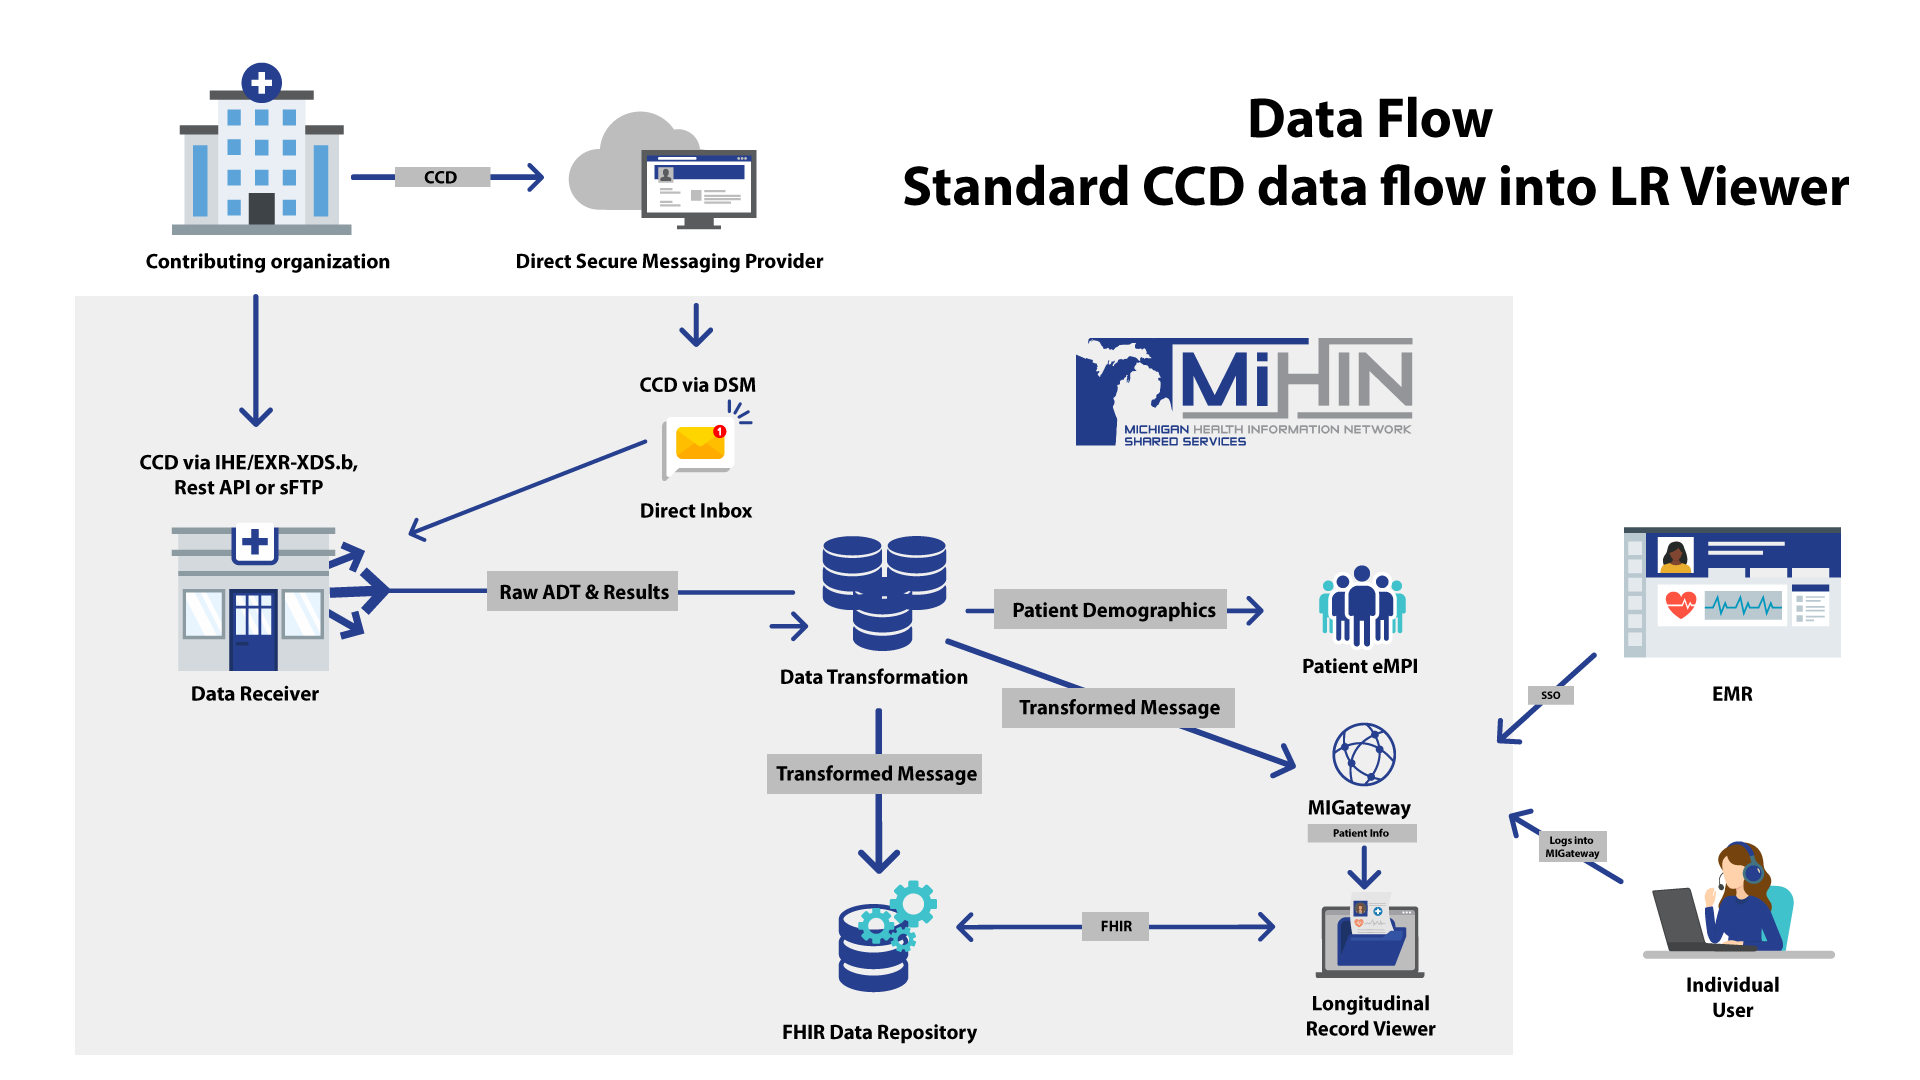 Data Flow
Standard CCD data flow into LR Viewer
CCD
Contributing organization
Direct Secure Messaging Provider
CCD via DSM
1
Direct Inbox
MiHIN
MICHIGAN HEALTH INFORMATION NETWORK
SHARED SERVICES
CCD via IHE/EXR-XDS.b,
Rest API or sFTP
Data Receiver
Raw ADT & Results
Data Transformation
Patient Demographics
Patient eMPI
Transformed Message
Transformed Message
MIGateway
Patient Info
SSO
EMR
Logs into
MIGateway
Individual
User
FHIR
FHIR Data Repository
Longitudinal
Record Viewer